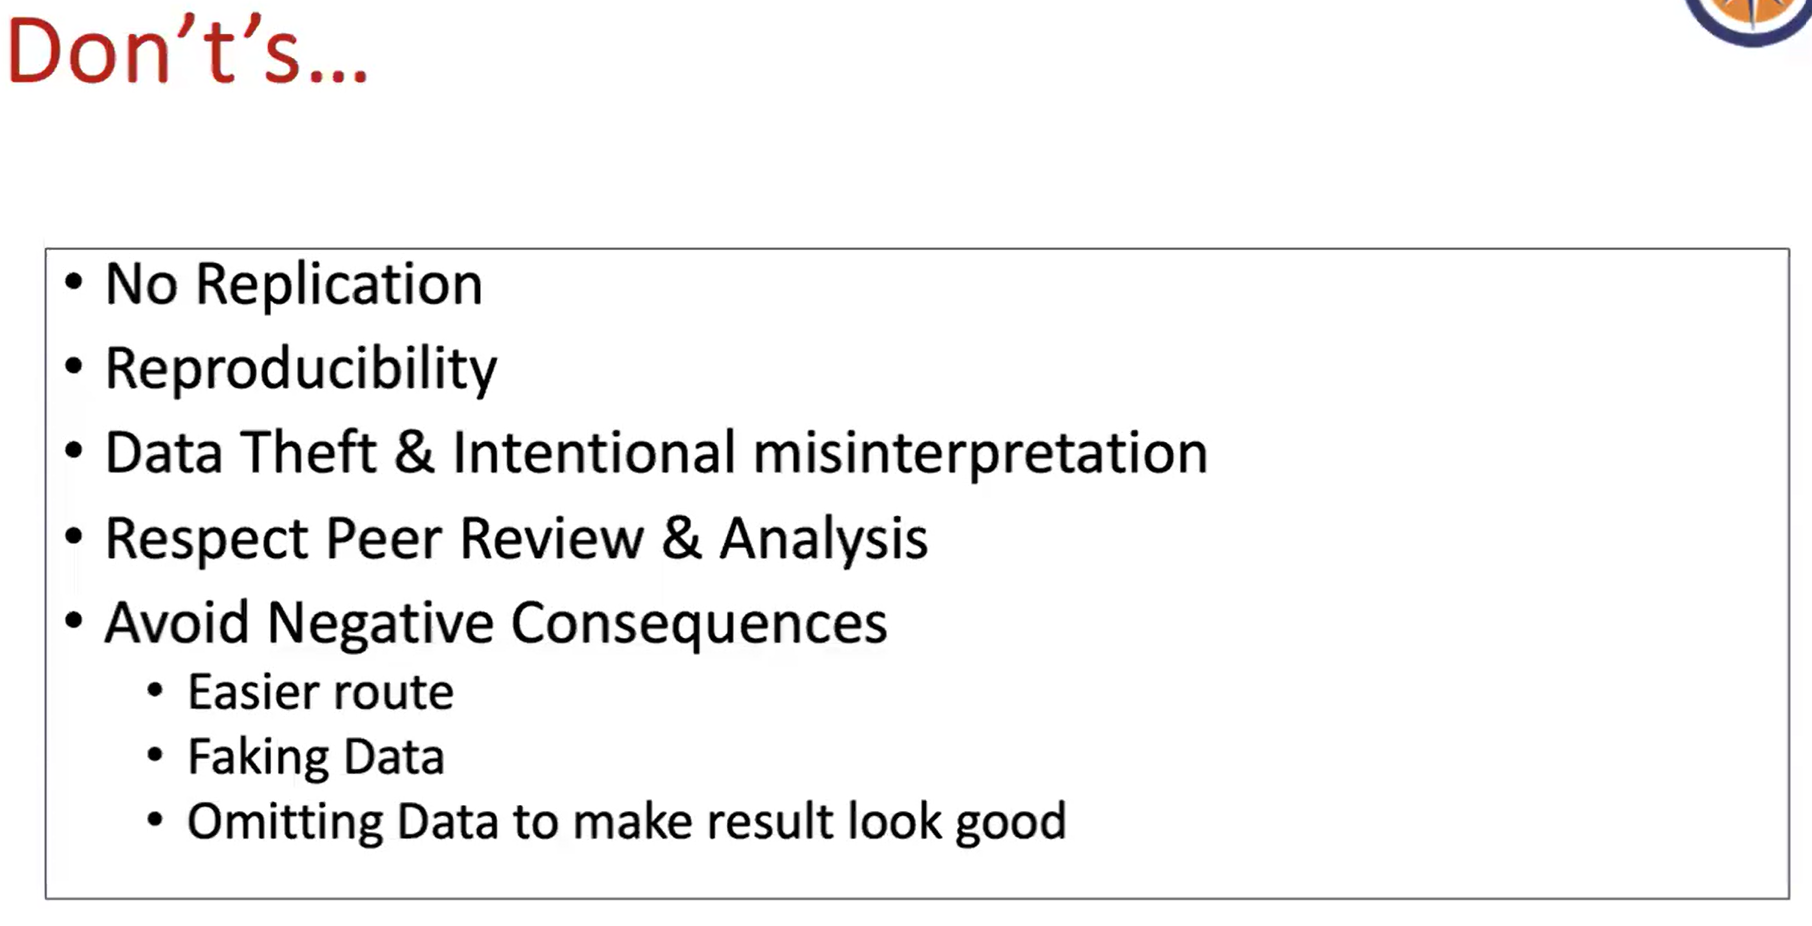 Don’t’s…
• No Replication
• Reproducibility
• Data Theft & Intentional misinterpretation
• Respect Peer Review & Analysis
• Avoid Negative Consequences
• Easier route
• Faking Data
• Omitting Data to make result look good